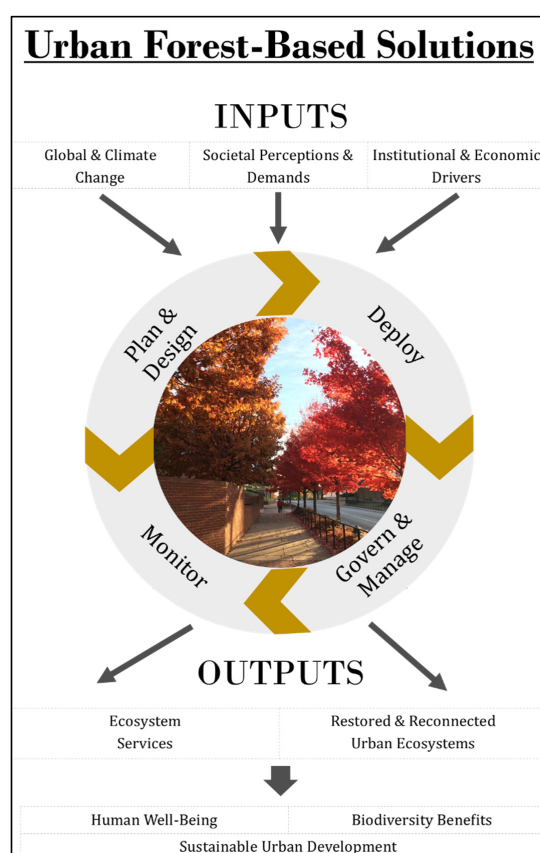 Urban Forest-Based Solutions
INPUTS
Global & Climate
Change
Societal Perceptions &
Demands
Institutional & Economic
Drivers
Plan &
Design
Deploy
Govern &
Manage
Monitor
OUTPUTS
Ecosystem
Services
Restored & Reconnected
Urban Ecosystems
Human Well-Being
Biodiversity Benefits
Sustainable Urban Development